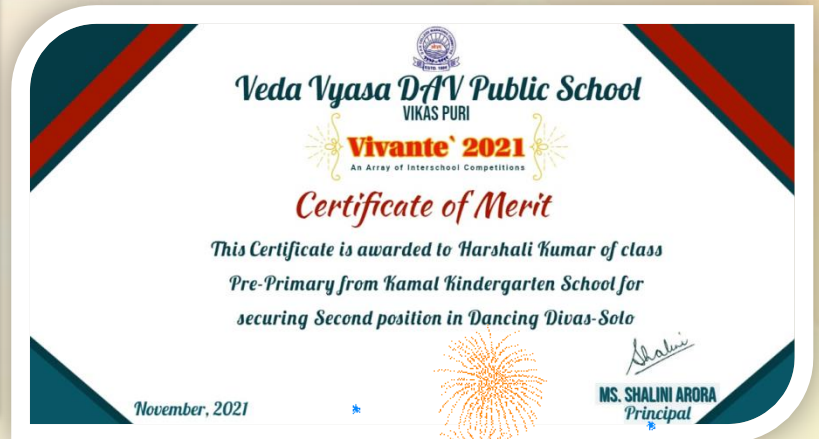 Veda Vyasa DAV Public School
VIKAS PURI
Vivante` 2021
An Array of Interschool Competitions
Certificate of Merit
This Certificate is awarded to Harshali Kumar of class
Pre-Primary from Kamal Kindergarten School for
securing Second position in Dancing Divas-Solo
Shalini
MS. SHALINI ARORA
November, 2021
Principal